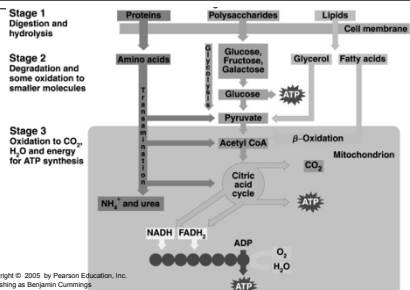 Stage 1
Digestion and
hydrolysis
Proteins
Polysaccharides
Lipids
Cell membrane
Stage 2
Degradation and
some oxidation to
smaller molecules
Amino acids
Glycolysis
Glucose,
Fructose,
Galactose
Glycerol
Fatty acids
Glucose
ATP
Transamination
Pyruvate
Stage 3
Oxidation to CO2,
H2O and energy
for ATP synthesis
Acetyl CoA
β-Oxidation
Mitochondrion
Citric
acid
cycle
CO2
ATP
NH4+ and urea
NADH
FADH2
ADP
O2
H2O
ATP
right © 2005 by Pearson Education, Inc.
shing as Benjamin Cummings